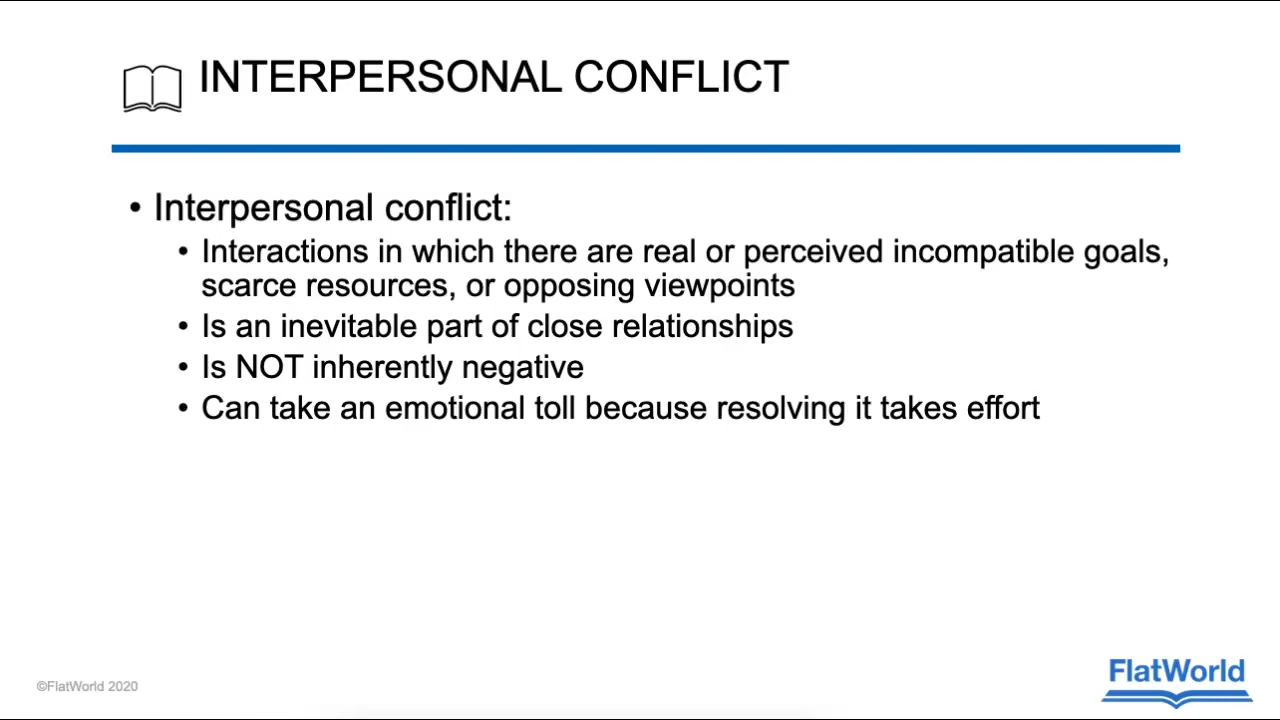 INTERPERSONAL CONFLICT
• Interpersonal conflict:
• Interactions in which there are real or perceived incompatible goals,
scarce resources, or opposing viewpoints
• Is an inevitable part of close relationships
• Is NOT inherently negative
• Can take an emotional toll because resolving it takes effort
©FlatWorld 2020
FlatWorld